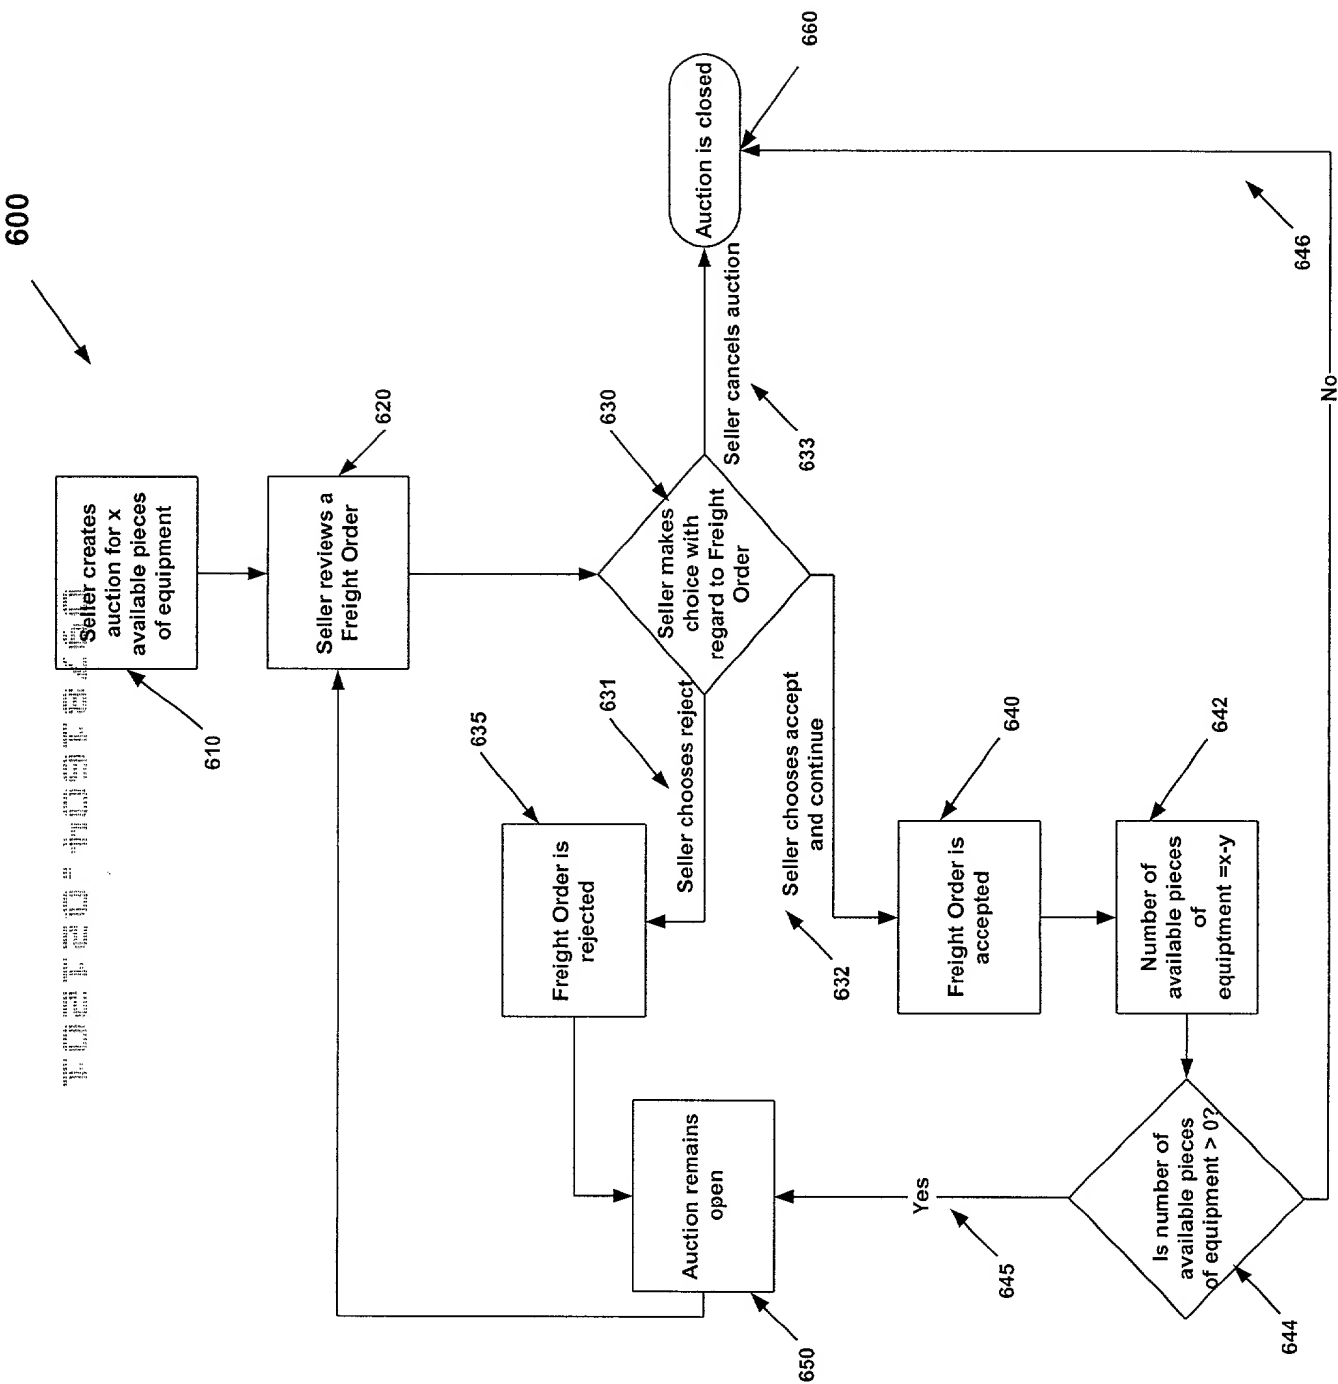 600
Seller creates
auction for x
available pieces
of equipment
610
Seller reviews a
Freight Order
620
Seller makes
choice with
regard to Freight
Order
630
Seller chooses reject
631
Freight Order is
rejected
635
Seller cancels auction
633
Auction is closed
660
Seller chooses accept
and continue
632
Freight Order is
accepted
640
Number of
available pieces
of
equiptment =x-y
642
Is number of
available pieces
of equipment > 0?
644
Yes
645
Auction remains
open
650
No
646